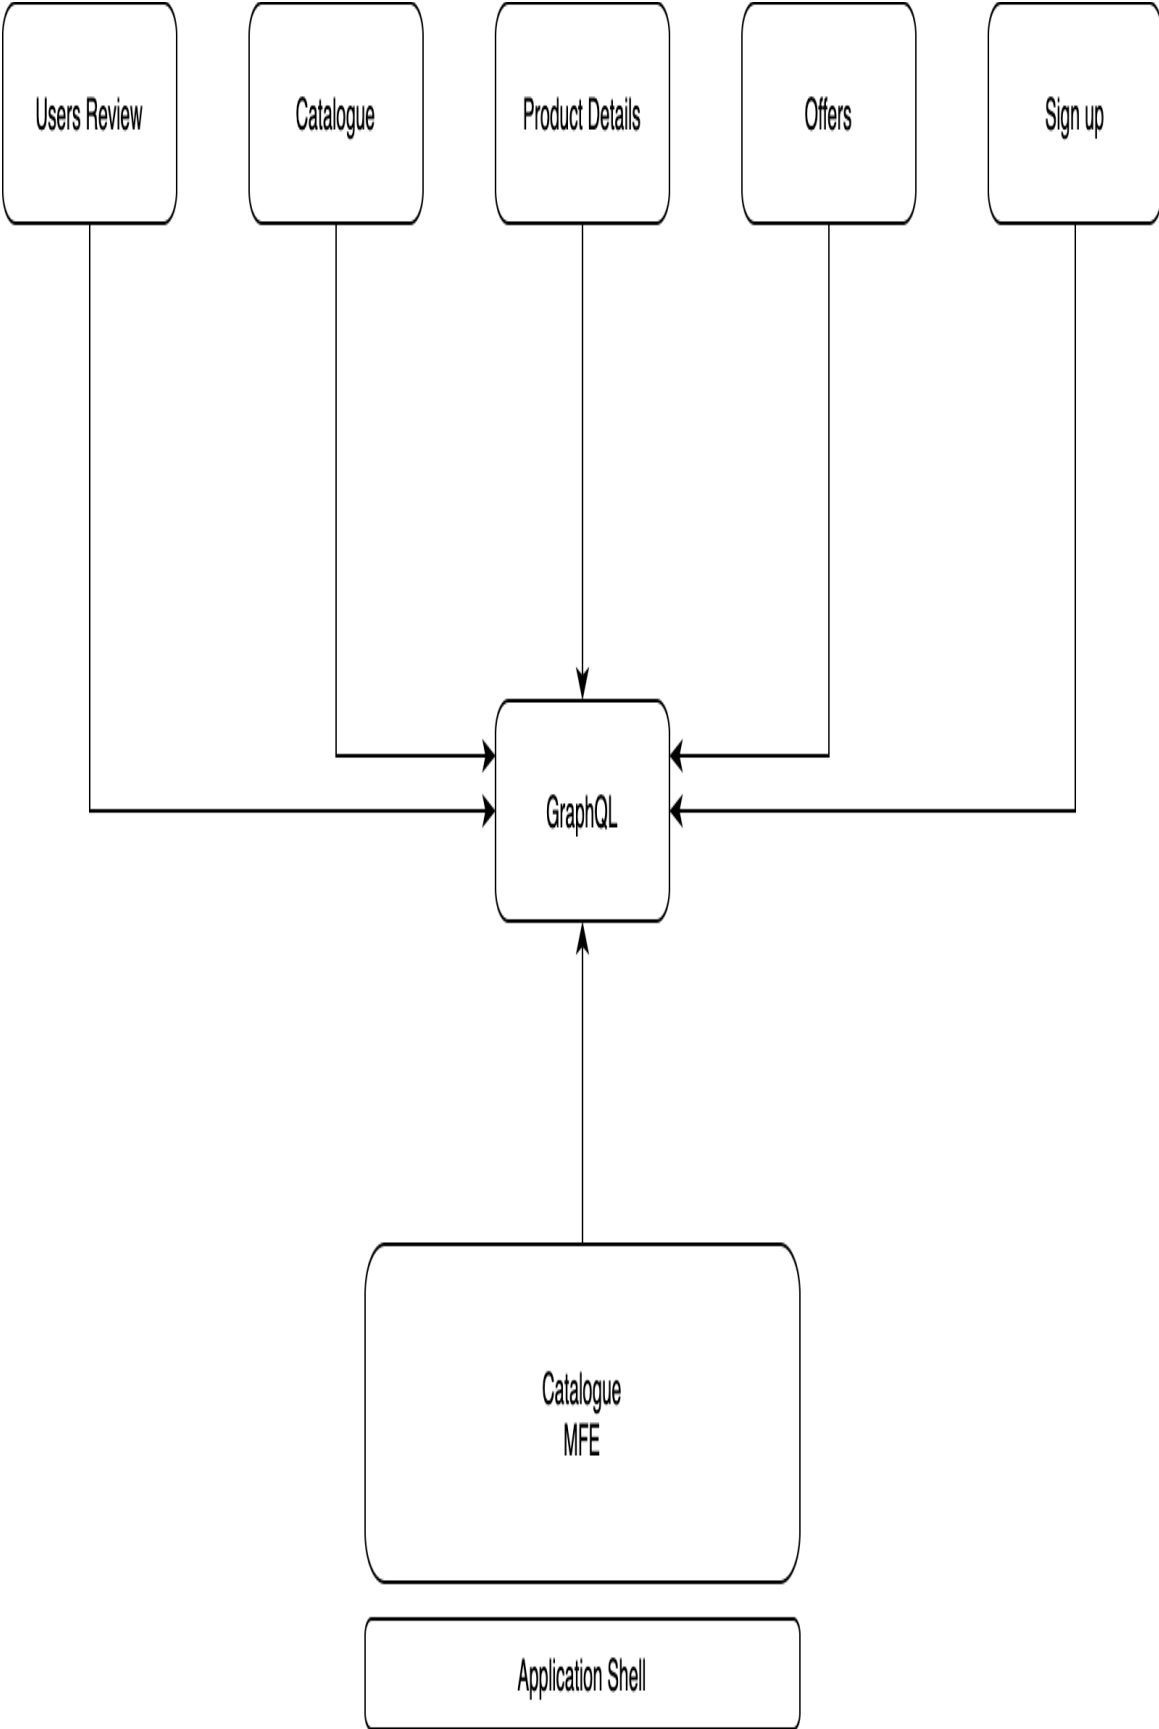 Users Review
Catalogue
Product Details
Offers
Sign up
GraphQL
Catalogue
MFE
Application Shell